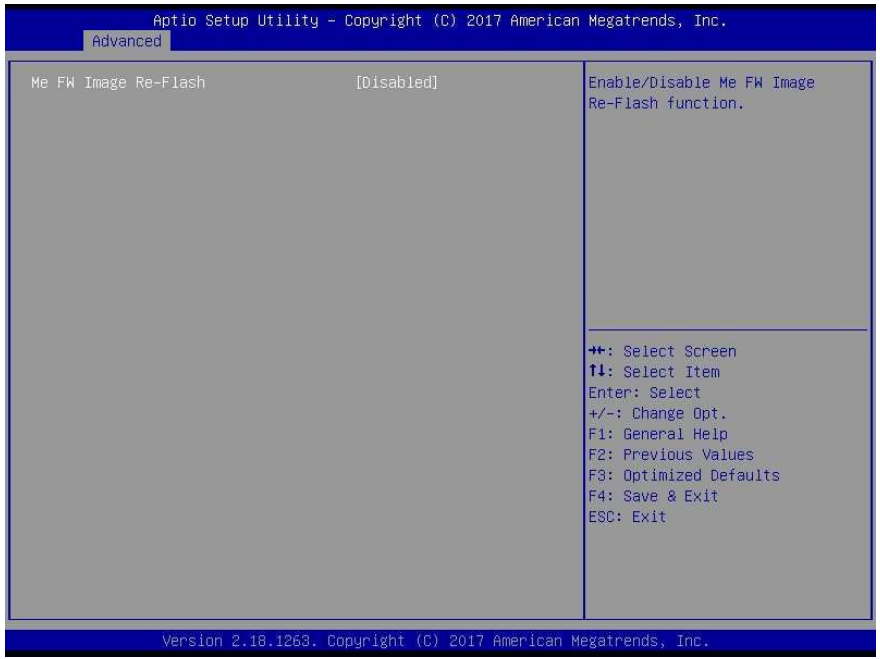 Aptio Setup Utility – Copyright (C) 2017 American Megatrends, Inc.
Advanced
Me FW Image Re-Flash [Disabled]
Enable/Disable Me FW Image
Re-Flash function.
→←: Select Screen
↑↓: Select Item
Enter: Select
+/-: Change Opt.
F1: General Help
F2: Previous Values
F3: Optimized Defaults
F4: Save & Exit
ESC: Exit
Version 2.18.1263. Copyright (C) 2017 American Megatrends, Inc.